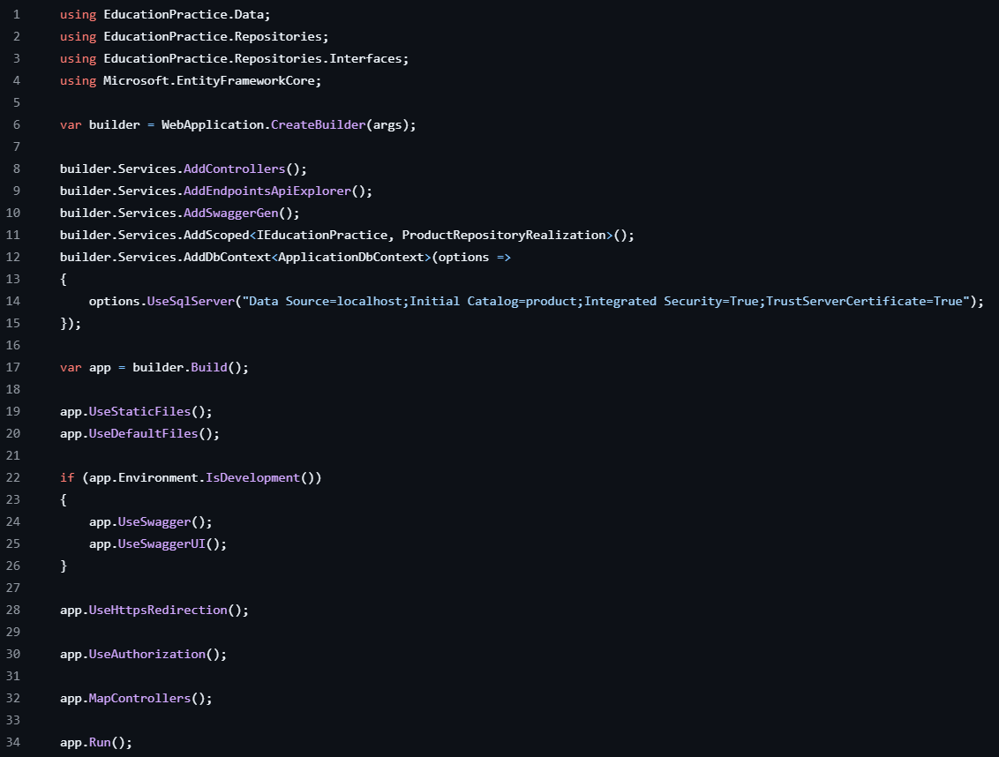 1 using EducationPractice.Data;
2 using EducationPractice.Repositories;
3 using EducationPractice.Repositories.Interfaces;
4 using Microsoft.EntityFrameworkCore;
5
6 var builder = WebApplication.CreateBuilder(args);
7
8 builder.Services.AddControllers();
9 builder.Services.AddEndpointsApiExplorer();
10 builder.Services.AddSwaggerGen();
11 builder.Services.AddScoped<IEducationPractice, ProductRepositoryRealization>();
12 builder.Services.AddDbContext<ApplicationDbContext>(options =>
13 {
14     options.UseSqlServer("Data Source=localhost;Initial Catalog=product;Integrated Security=True;TrustServerCertificate=True");
15 });
16
17 var app = builder.Build();
18
19 app.UseStaticFiles();
20 app.UseDefaultFiles();
21
22 if (app.Environment.IsDevelopment())
23 {
24     app.UseSwagger();
25     app.UseSwaggerUI();
26 }
27
28 app.UseHttpsRedirection();
29
30 app.UseAuthorization();
31
32 app.MapControllers();
33
34 app.Run();